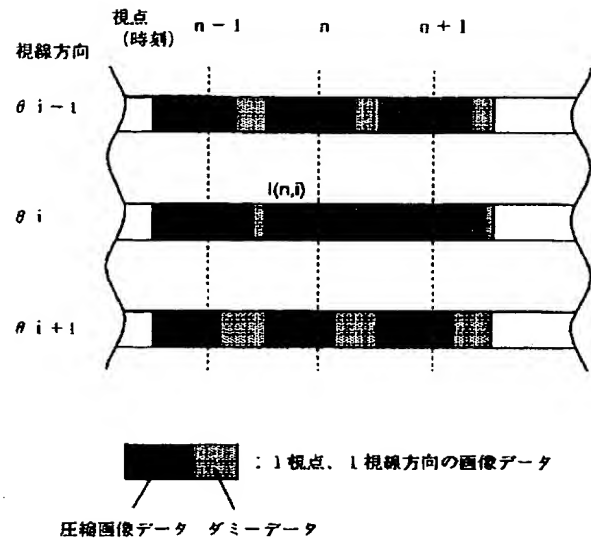 視点
(時刻)
n-1 n n+1
視線方向
θ i-1
I(n,i)
θ i
θ i+1
: 1視点、1視線方向の画像データ
圧縮画像データ ダミーデータ